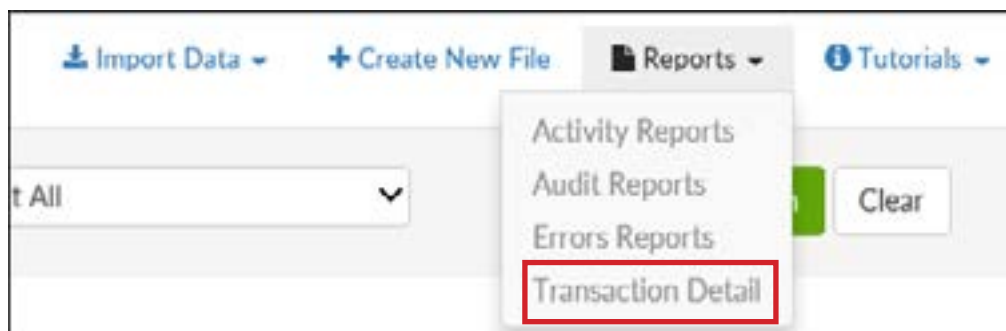 Import Data
Create New File
Reports
Tutorials
Activity Reports
t All
Audit Reports
Clear
Errors Reports
Transaction Detail